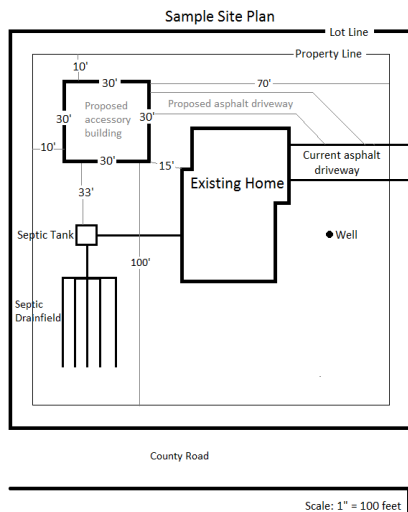 Sample Site Plan
Lot Line
Property Line
10'
30'
70'
Proposed
accessory
building
30'
30'
Proposed asphalt driveway
10'
30'
15'
Current asphalt
driveway
Existing Home
33'
Septic Tank
Well
100'
Septic
Drainfield
County Road
Scale: 1" = 100 feet